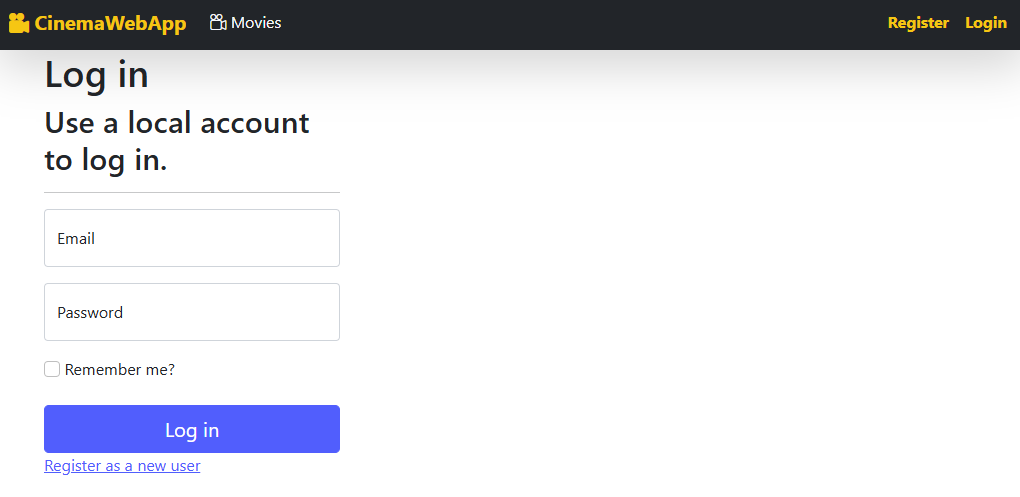 CinemaWebApp Movies Register Login
Log in
Use a local account
to log in.
Email
Password
Remember me?
Log in
Register as a new user